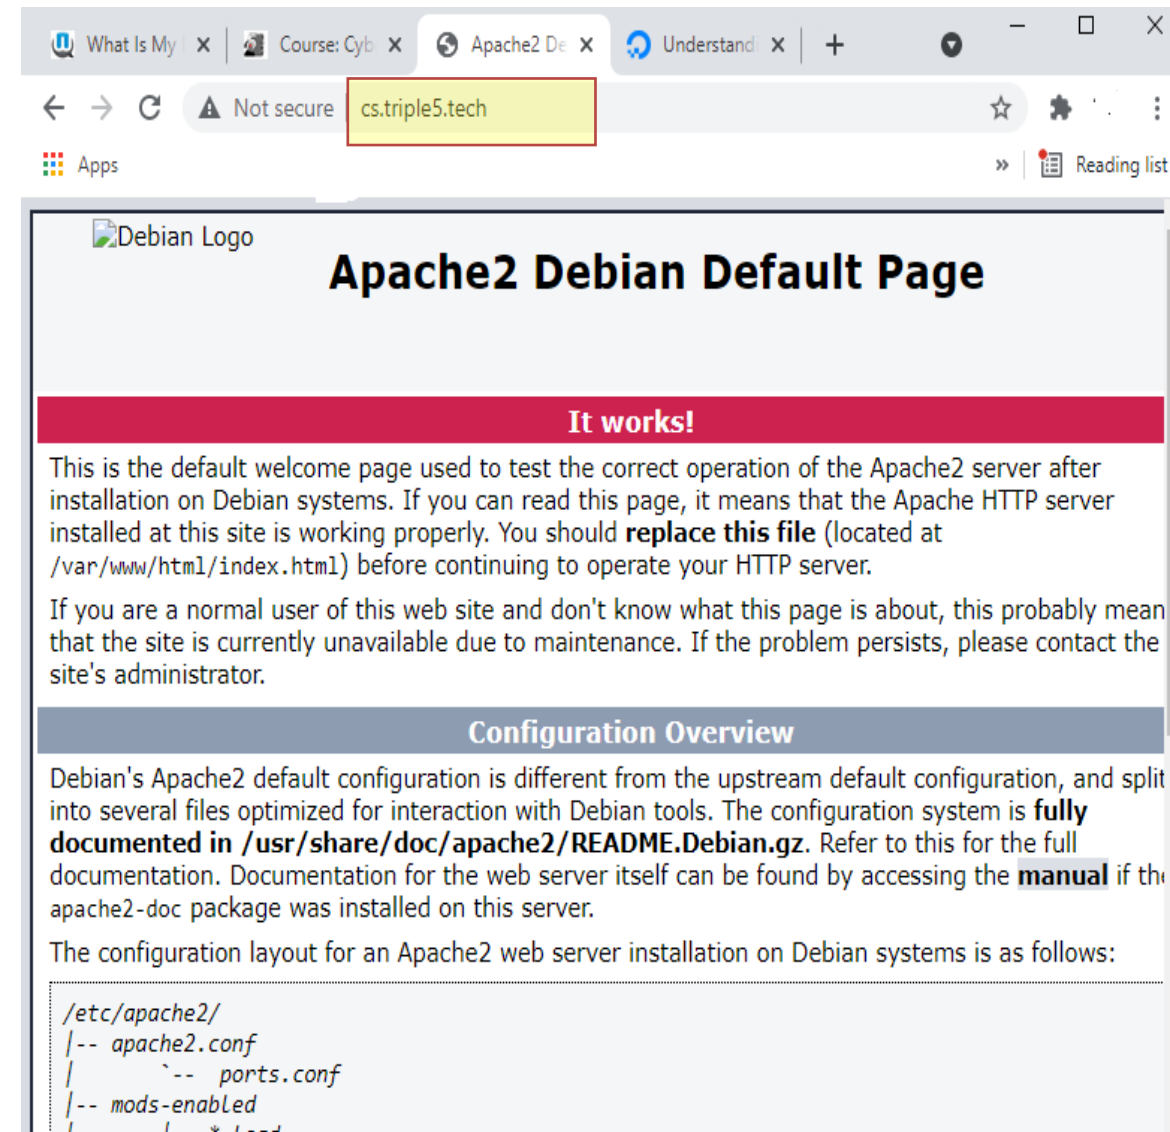 What Is My
Course: Cyb
Apache2 De
Understandi
Not secure
cs.triple5.tech
Apps
»
Reading list
Debian Logo
Apache2 Debian Default Page
It works!
This is the default welcome page used to test the correct operation of the Apache2 server after
installation on Debian systems. If you can read this page, it means that the Apache HTTP server
installed at this site is working properly. You should replace this file (located at
/var/www/html/index.html) before continuing to operate your HTTP server.
If you are a normal user of this web site and don't know what this page is about, this probably mean
that the site is currently unavailable due to maintenance. If the problem persists, please contact the
site's administrator.
Configuration Overview
Debian's Apache2 default configuration is different from the upstream default configuration, and split
into several files optimized for interaction with Debian tools. The configuration system is fully
documented in /usr/share/doc/apache2/README.Debian.gz. Refer to this for the full
documentation. Documentation for the web server itself can be found by accessing the manual if the
apache2-doc package was installed on this server.
The configuration layout for an Apache2 web server installation on Debian systems is as follows:
/etc/apache2/
|-- apache2.conf
|       `--  ports.conf
|-- mods-enabled